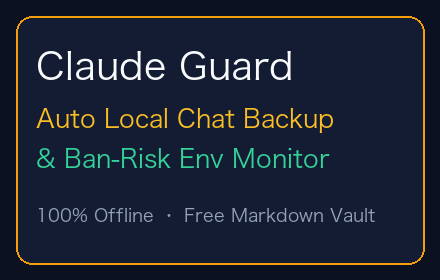 Claude Guard
Auto Local Chat Backup
& Ban-Risk Env Monitor
100% Offline · Free Markdown Vault